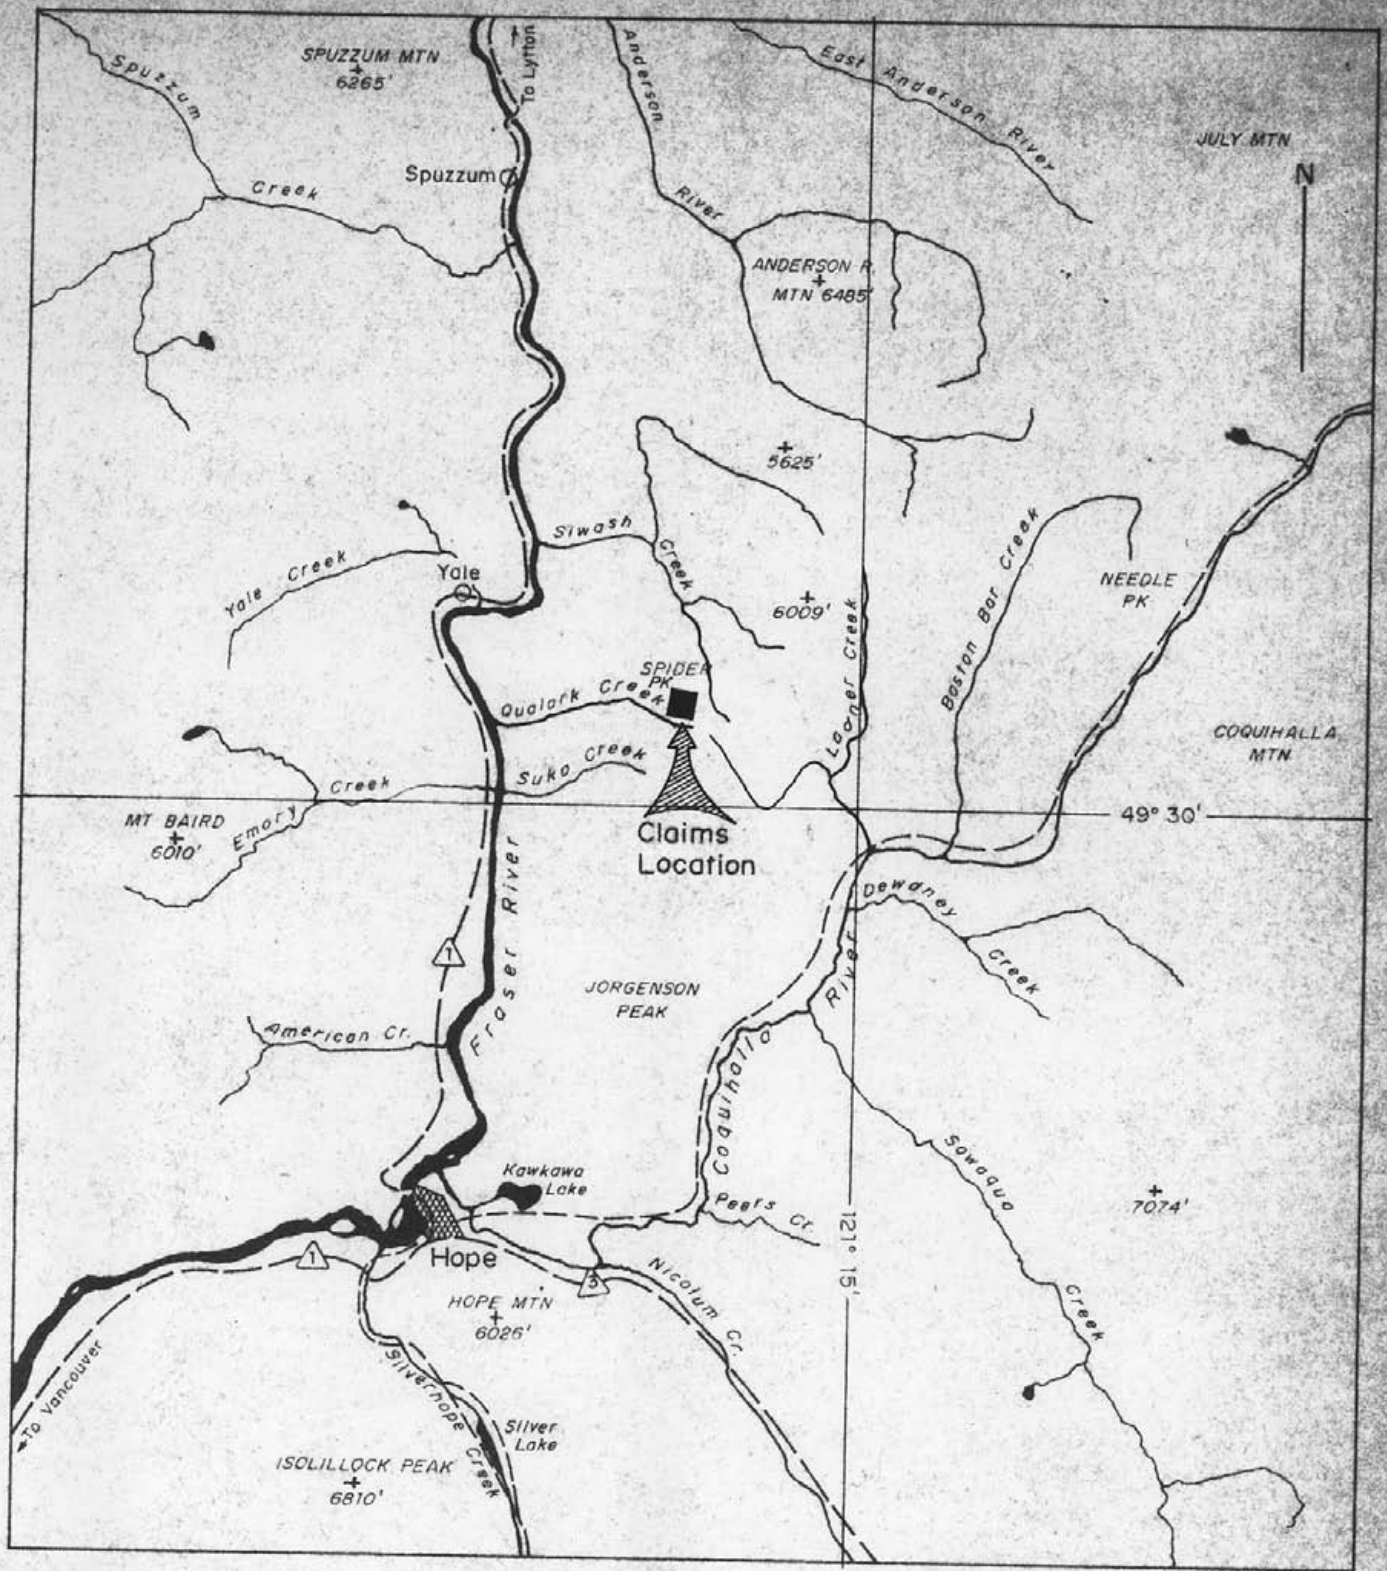 SPUZZUM MTN
6265'
Spuzzum
Creek
To Lytton
Anderson
River
East Anderson River
JULY MTN
N
Spuzzum
ANDERSON R.
MTN 6485'
5625'
Siwash
Creek
Yale Creek
Yale
6009'
Ladner Creek
Boston Bar Creek
NEEDLE
PK
SPIDER
PK
Qualark Creek
Suka Creek
COQUIHALLA
MTN
Emory
Creek
MT BAIRD
6010'
49° 30'
Claims
Location
Dewdney
Creek
1
Fraser River
JORGENSON
PEAK
Coquihalla
River
American Cr.
Sowaqua
Creek
Kawkawa
Lake
Peers Cr.
7074'
121° 15'
Hope
1
3
Nicolum Cr.
HOPE MTN
6026'
To Vancouver
Silverhope Creek
Silver
Lake
ISOLILLOCK PEAK
6810'